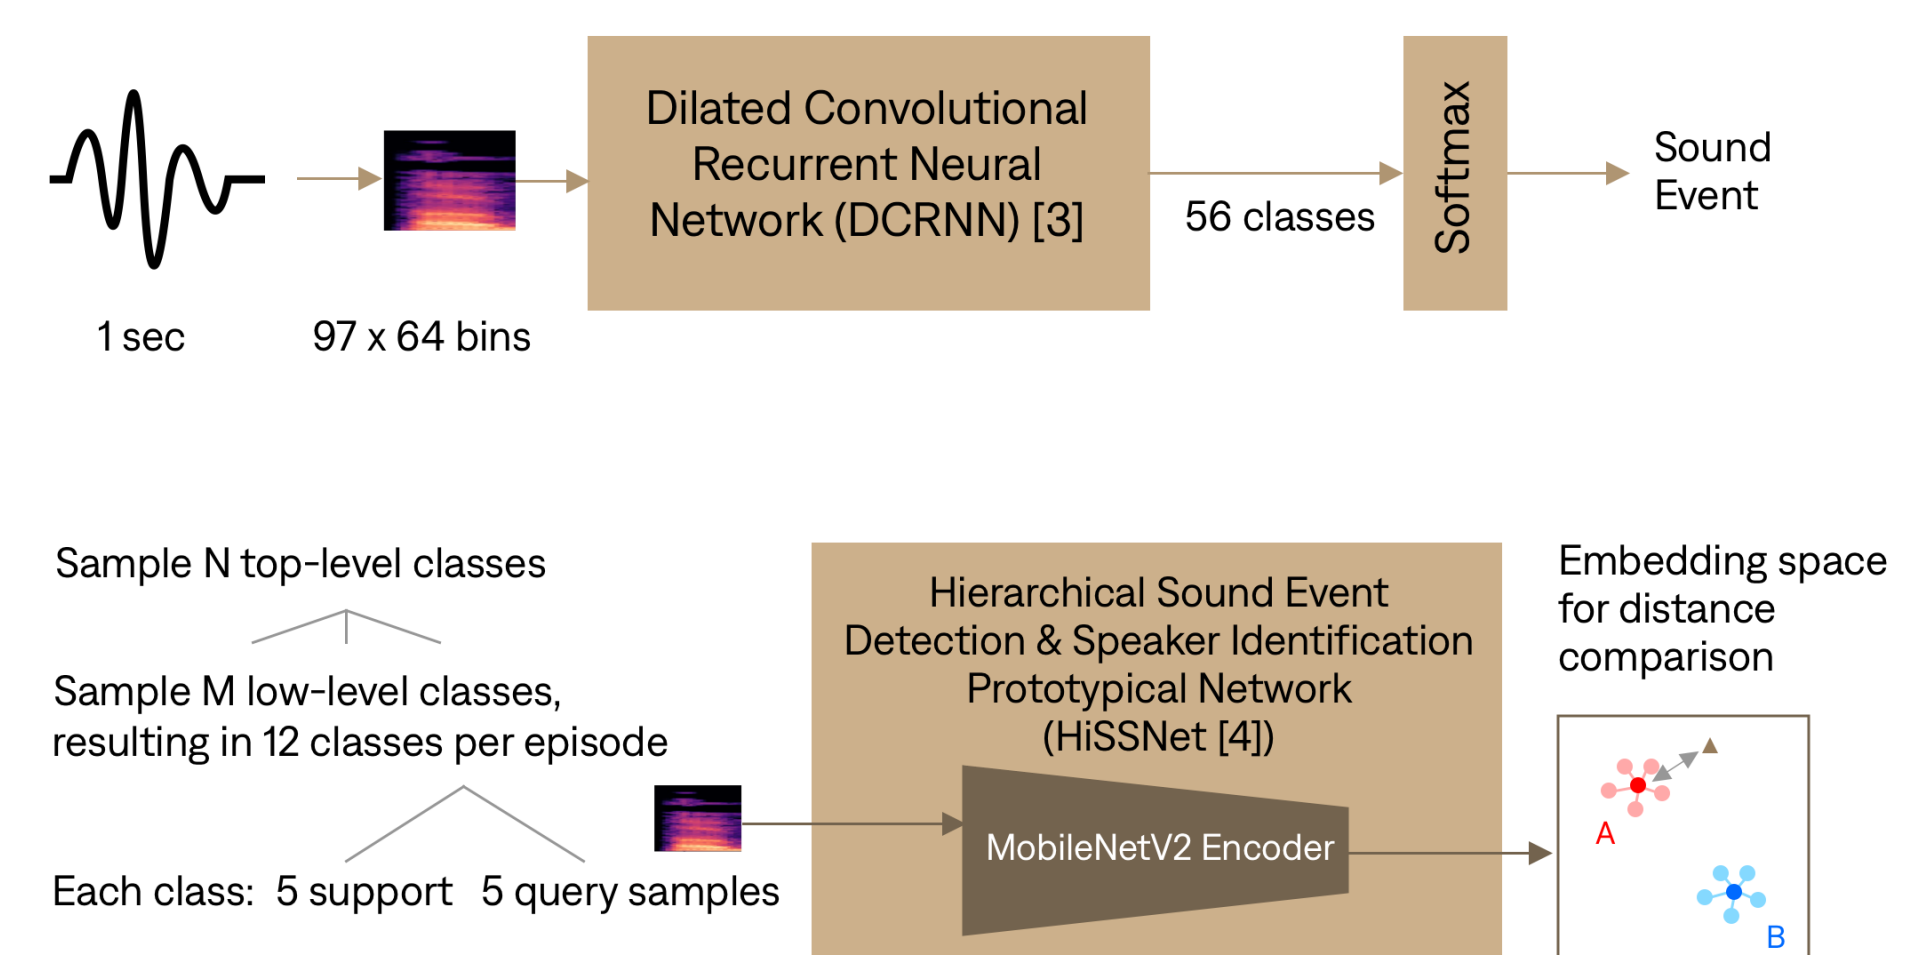 Dilated Convolutional
Recurrent Neural
Network (DCRNN) [3]
Softmax
Sound
Event
56 classes
1 sec
97 x 64 bins
Sample N top-level classes
Sample M low-level classes,
resulting in 12 classes per episode
Each class: 5 support 5 query samples
Hierarchical Sound Event
Detection & Speaker Identification
Prototypical Network
(HiSSNet [4])
MobileNetV2 Encoder
Embedding space
for distance
comparison
A
B